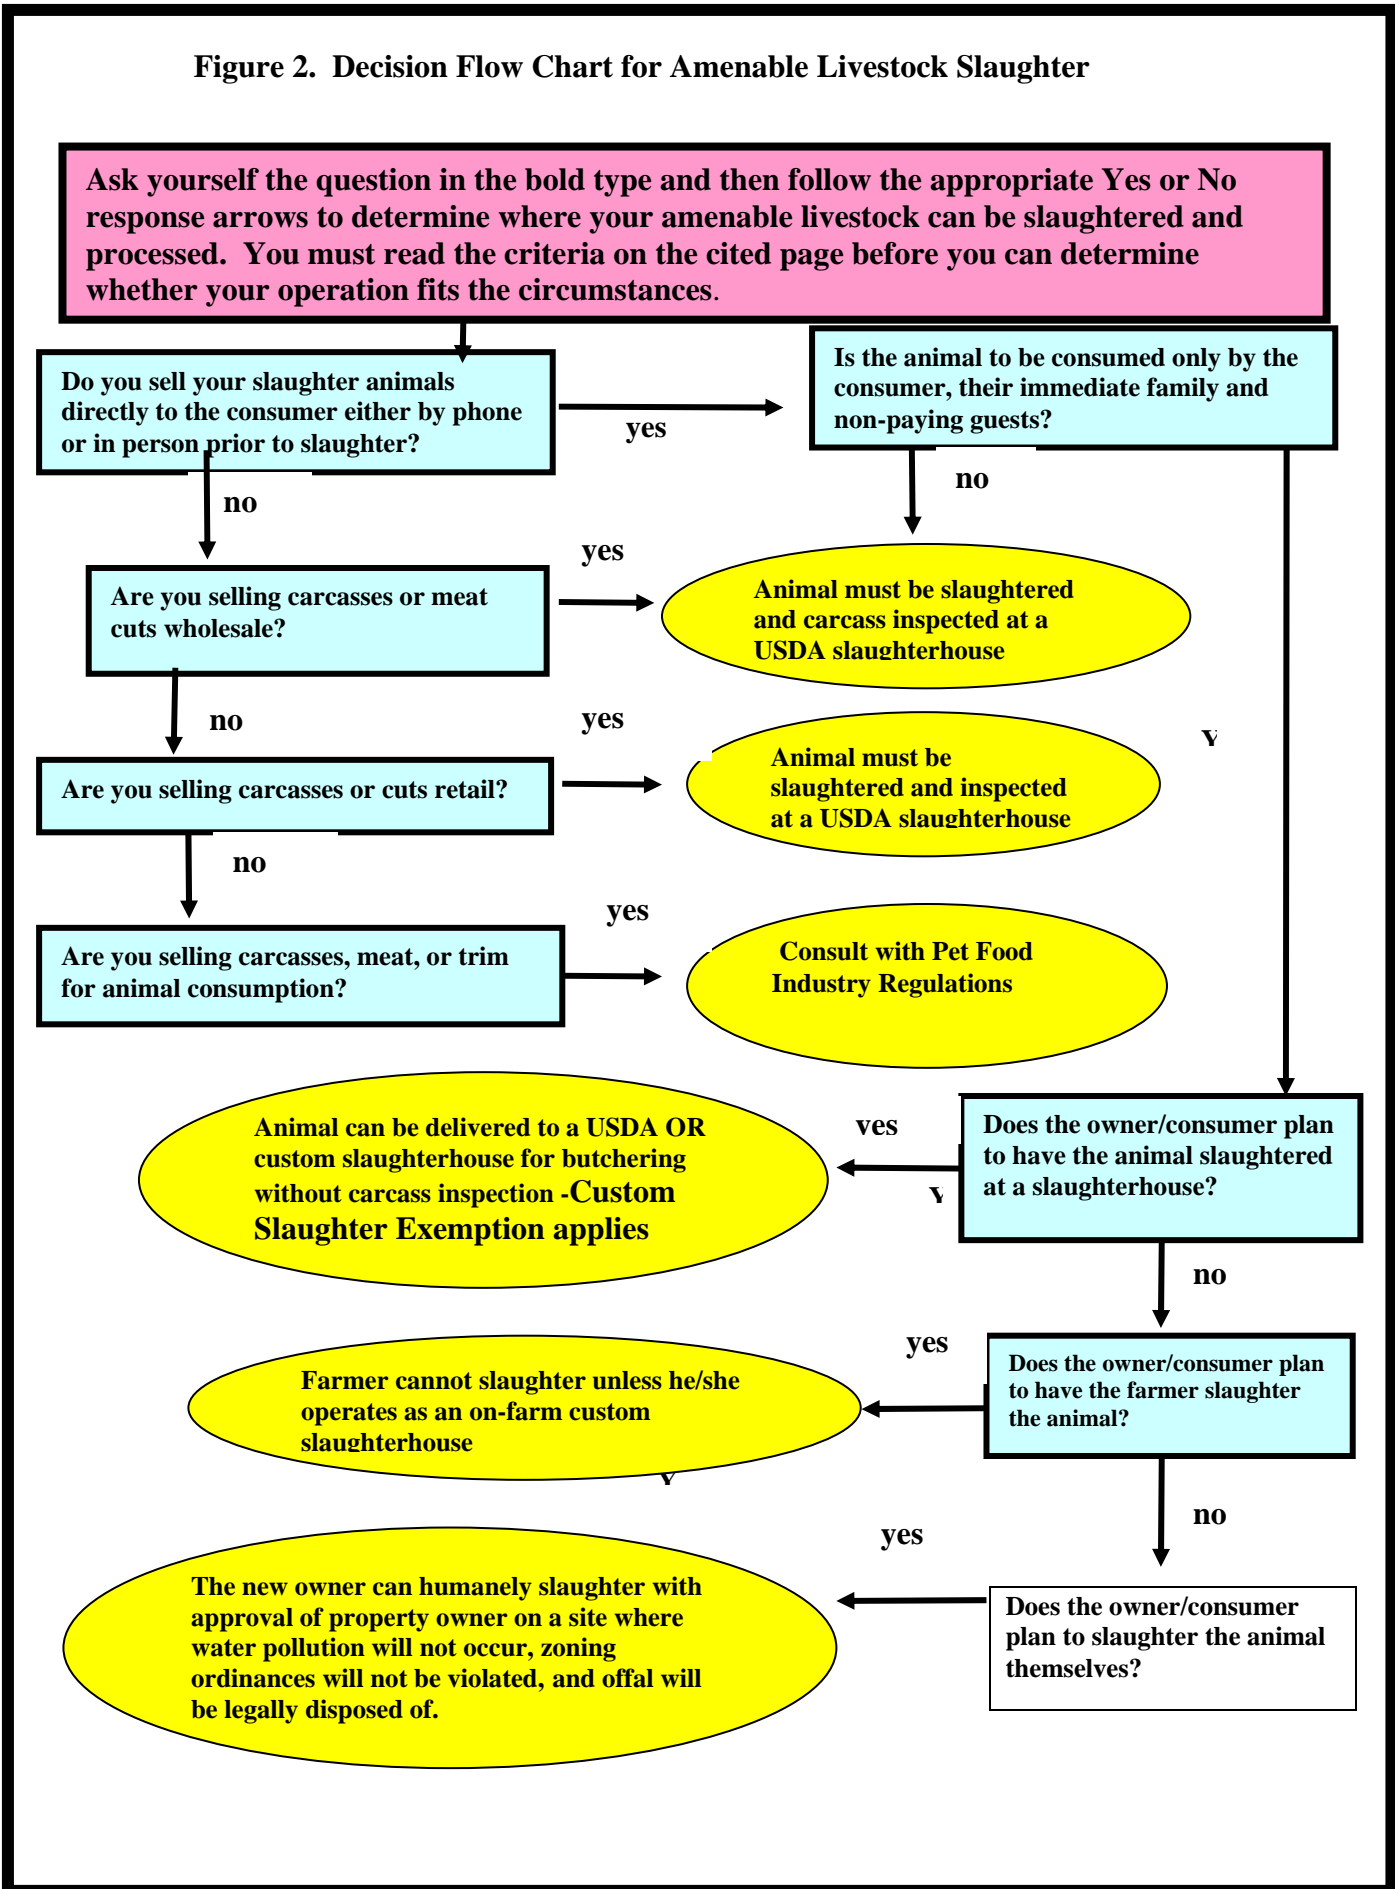 Figure 2.  Decision Flow Chart for Amenable Livestock Slaughter
Ask yourself the question in the bold type and then follow the appropriate Yes or No
response arrows to determine where your amenable livestock can be slaughtered and
processed.  You must read the criteria on the cited page before you can determine
whether your operation fits the circumstances.
Do you sell your slaughter animals
directly to the consumer either by phone
or in person prior to slaughter?
yes
Is the animal to be consumed only by the
consumer, their immediate family and
non-paying guests?
no
no
Are you selling carcasses or meat
cuts wholesale?
yes
Animal must be slaughtered
and carcass inspected at a
USDA slaughterhouse
no
Are you selling carcasses or cuts retail?
yes
Animal must be
slaughtered and inspected
at a USDA slaughterhouse
no
Are you selling carcasses, meat, or trim
for animal consumption?
yes
Consult with Pet Food
Industry Regulations
Does the owner/consumer plan
to have the animal slaughtered
at a slaughterhouse?
yes
Animal can be delivered to a USDA OR
custom slaughterhouse for butchering
without carcass inspection -Custom
Slaughter Exemption applies
no
Does the owner/consumer plan
to have the farmer slaughter
the animal?
yes
Farmer cannot slaughter unless he/she
operates as an on-farm custom
slaughterhouse
no
Does the owner/consumer
plan to slaughter the animal
themselves?
yes
The new owner can humanely slaughter with
approval of property owner on a site where
water pollution will not occur, zoning
ordinances will not be violated, and offal will
be legally disposed of.